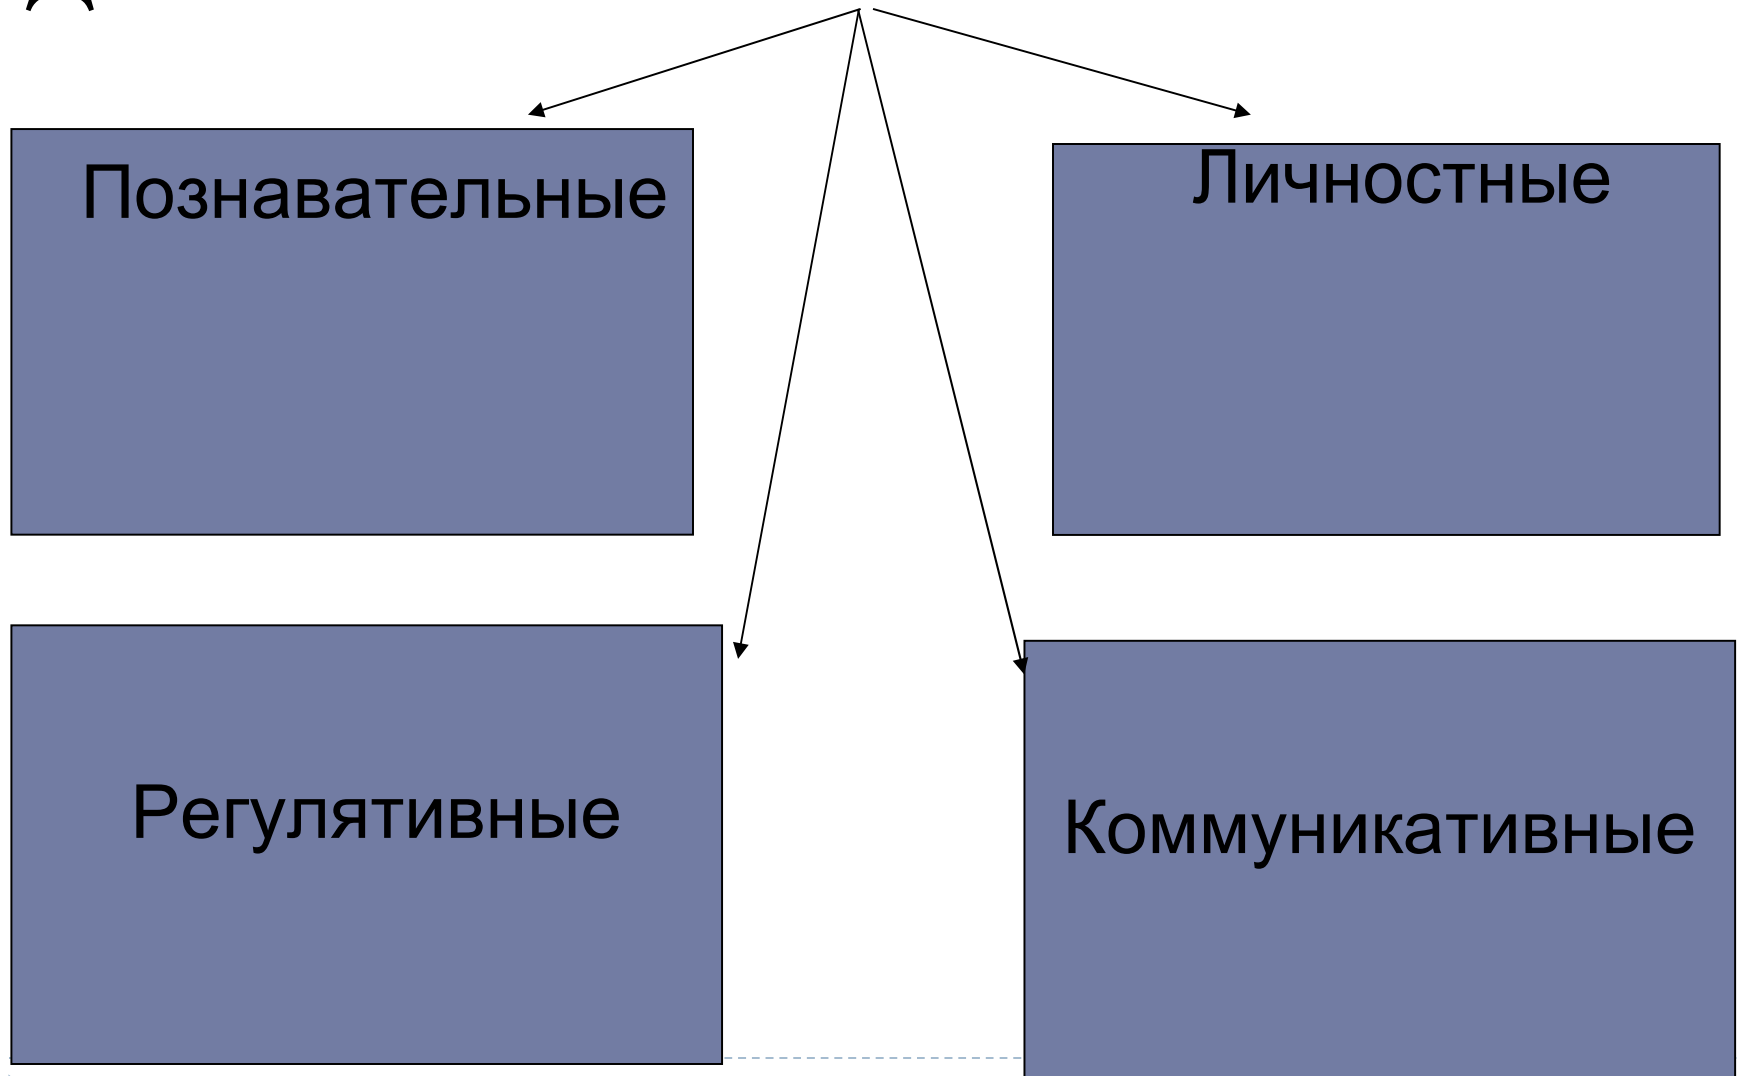 Познавательные
Личностные
Регулятивные
Коммуникативные